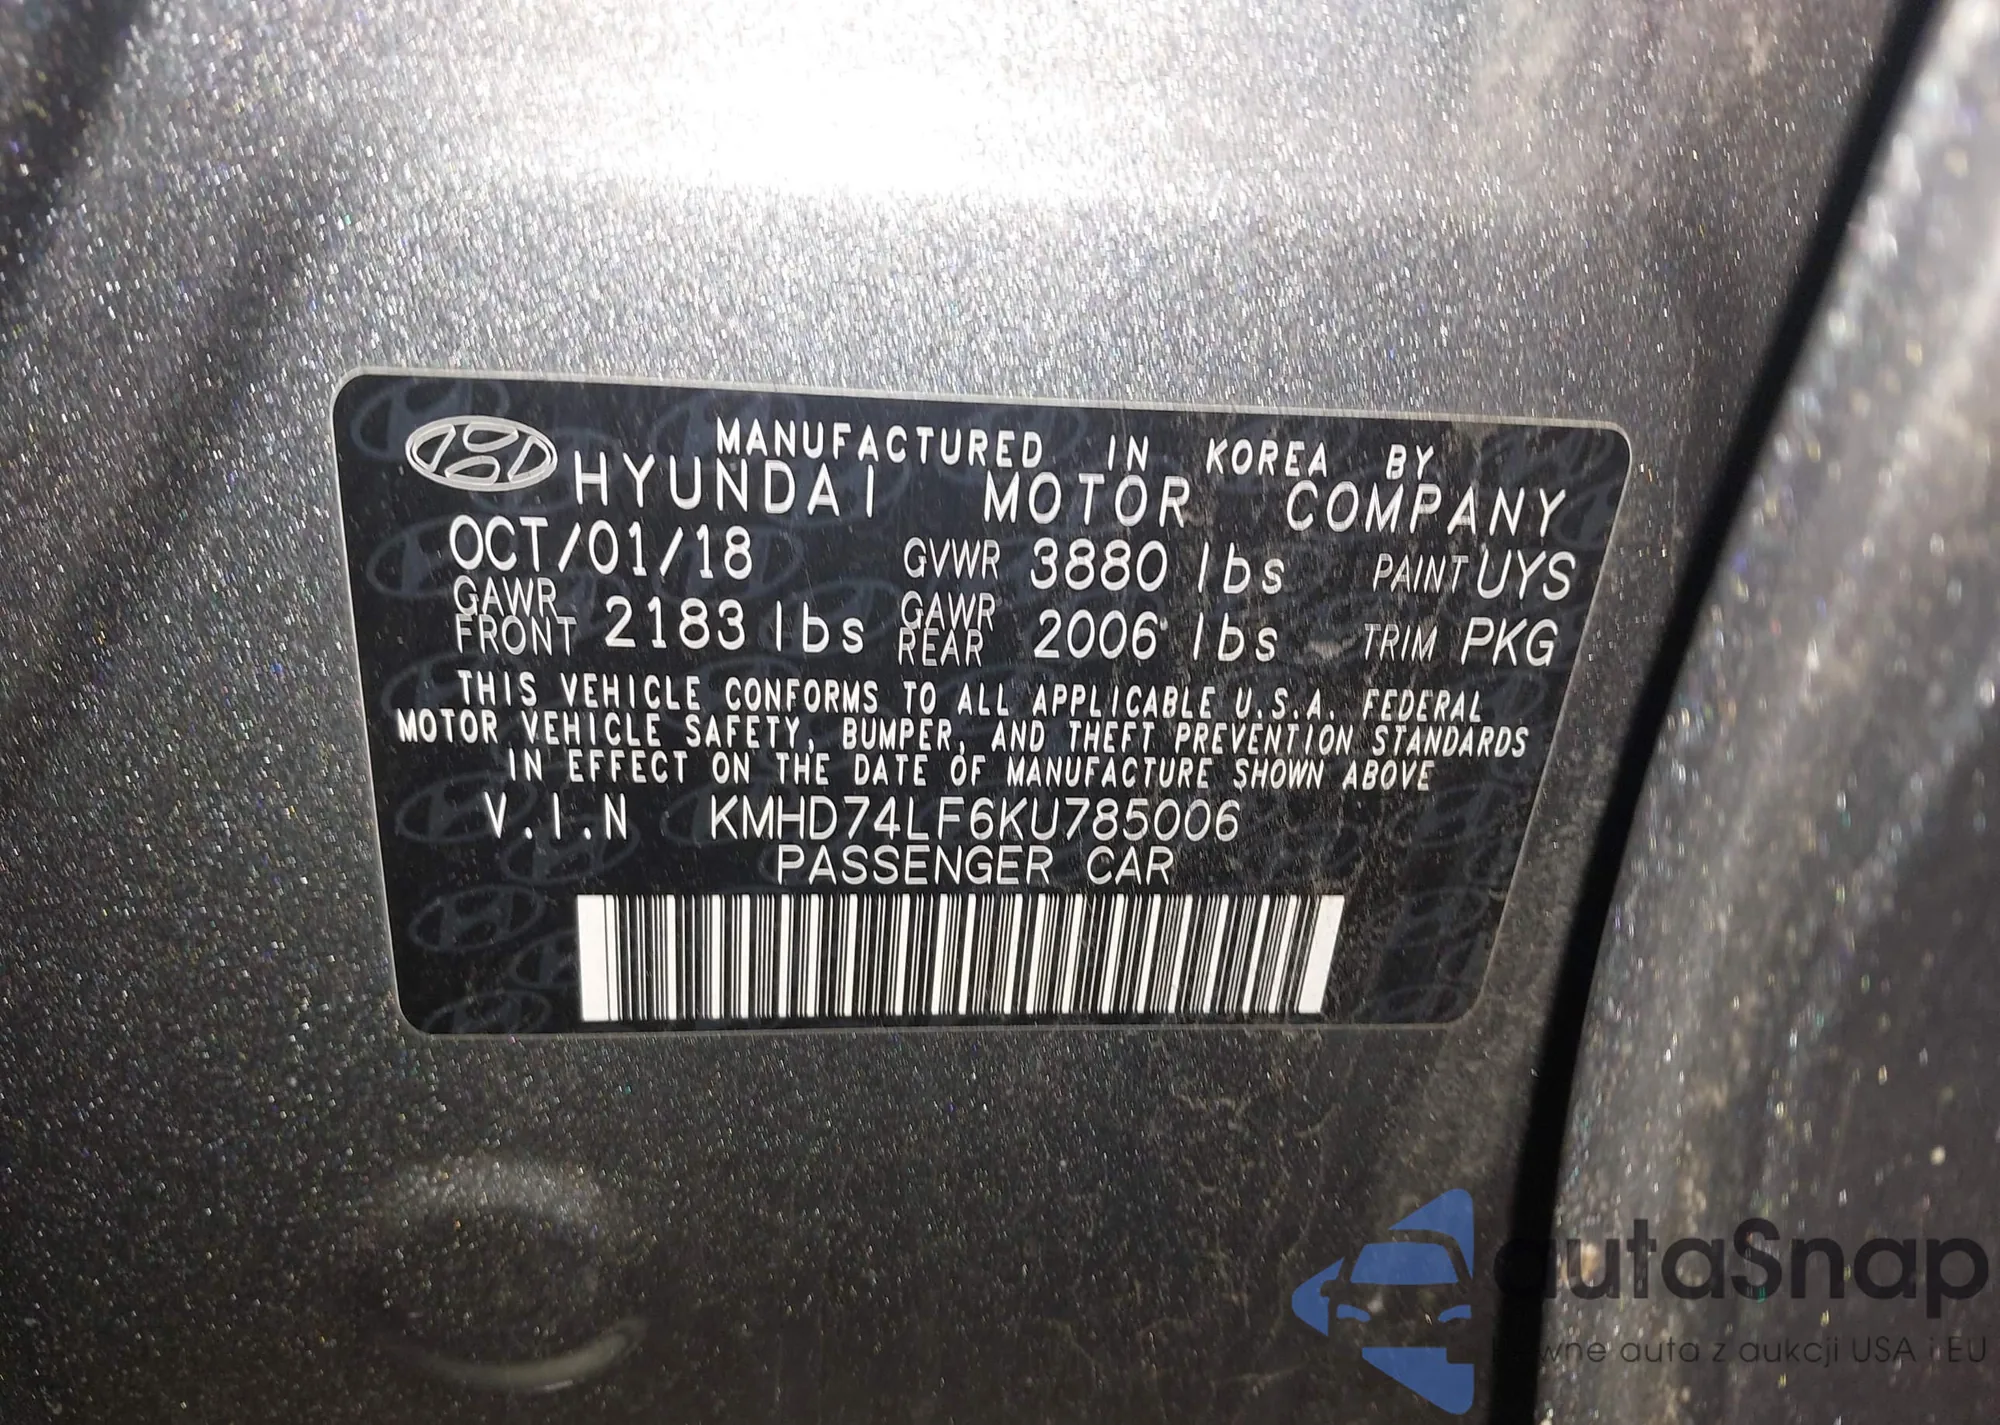 MANUFACTURED IN KOREA BY
HYUNDAI MOTOR COMPANY
OCT/01/18 GVWR 3880 lbs PAINT UYS
GAWR FRONT 2183 lbs GAWR REAR 2006 lbs TRIM PKG
THIS VEHICLE CONFORMS TO ALL APPLICABLE U.S.A. FEDERAL
MOTOR VEHICLE SAFETY, BUMPER, AND THEFT PREVENTION STANDARDS
IN EFFECT ON THE DATE OF MANUFACTURE SHOWN ABOVE
V.I.N KMHD74LF6KU785006
PASSENGER CAR
autaSnap
auta z aukcji USA i EU